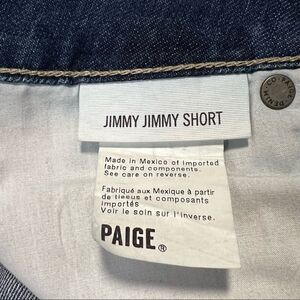 JIMMY JIMMY SHORT
Made in Mexico of imported
fabric and components.
See care on reverse.
Fabriqué aux Mexique à partir
de tissus et composants
importés
Voir le soin sur l'inverse.
PAIGE®